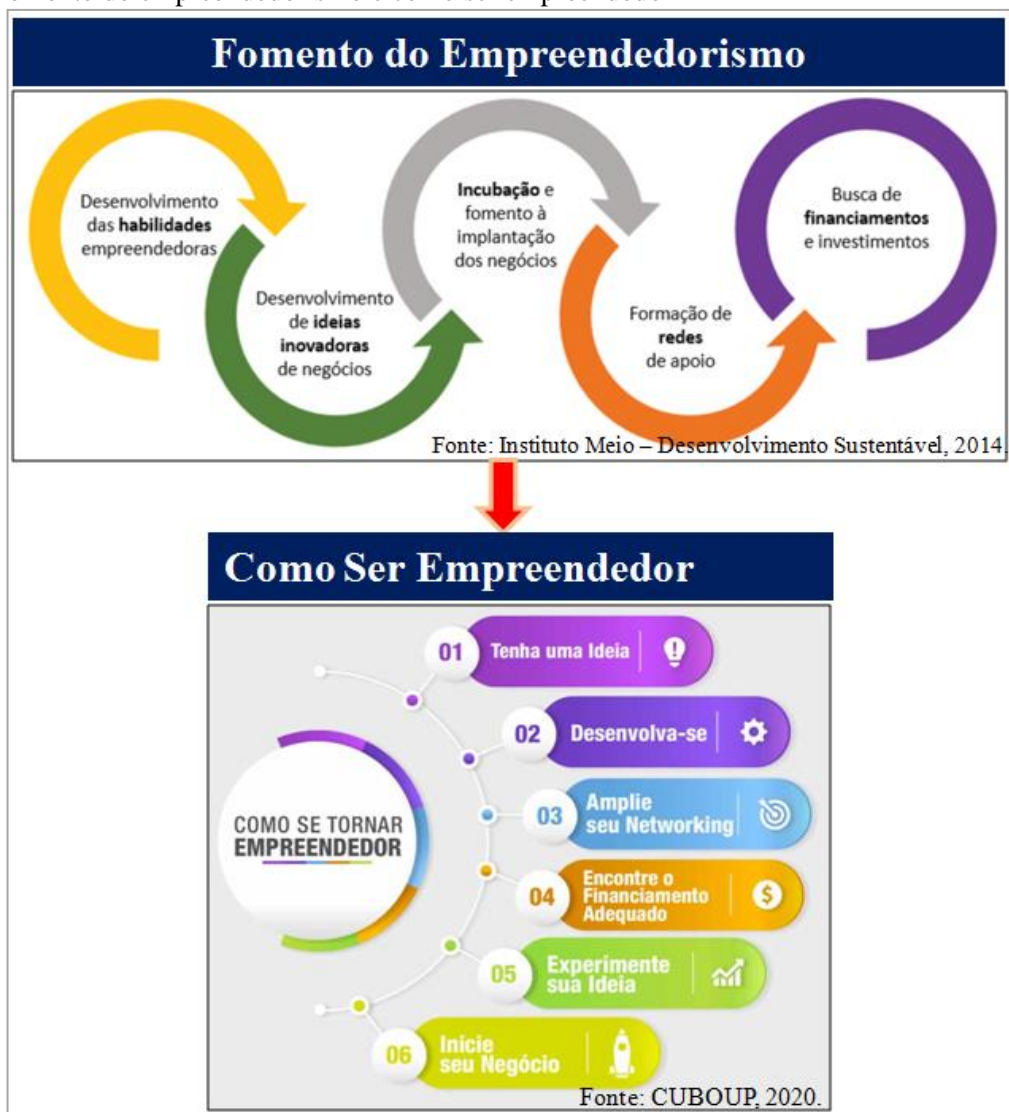 Fomento do Empreendedorismo
Desenvolvimento
das habilidades
empreendedoras
Desenvolvimento
de ideias
inovadoras
de negócios
Incubação e
fomento à
implantação
dos negócios
Formação de
redes
de apoio
Busca de
financiamentos
e investimentos
Fonte: Instituto Meio – Desenvolvimento Sustentável, 2014.
Como Ser Empreendedor
COMO SE TORNAR
EMPREENDEDOR
01 Tenha uma Ideia
02 Desenvolva-se
03 Amplie
seu Networking
04 Encontre o
Financiamento
Adequado
05 Experimente
sua Ideia
06 Inicie
seu Negócio
Fonte: CUBOUP, 2020.